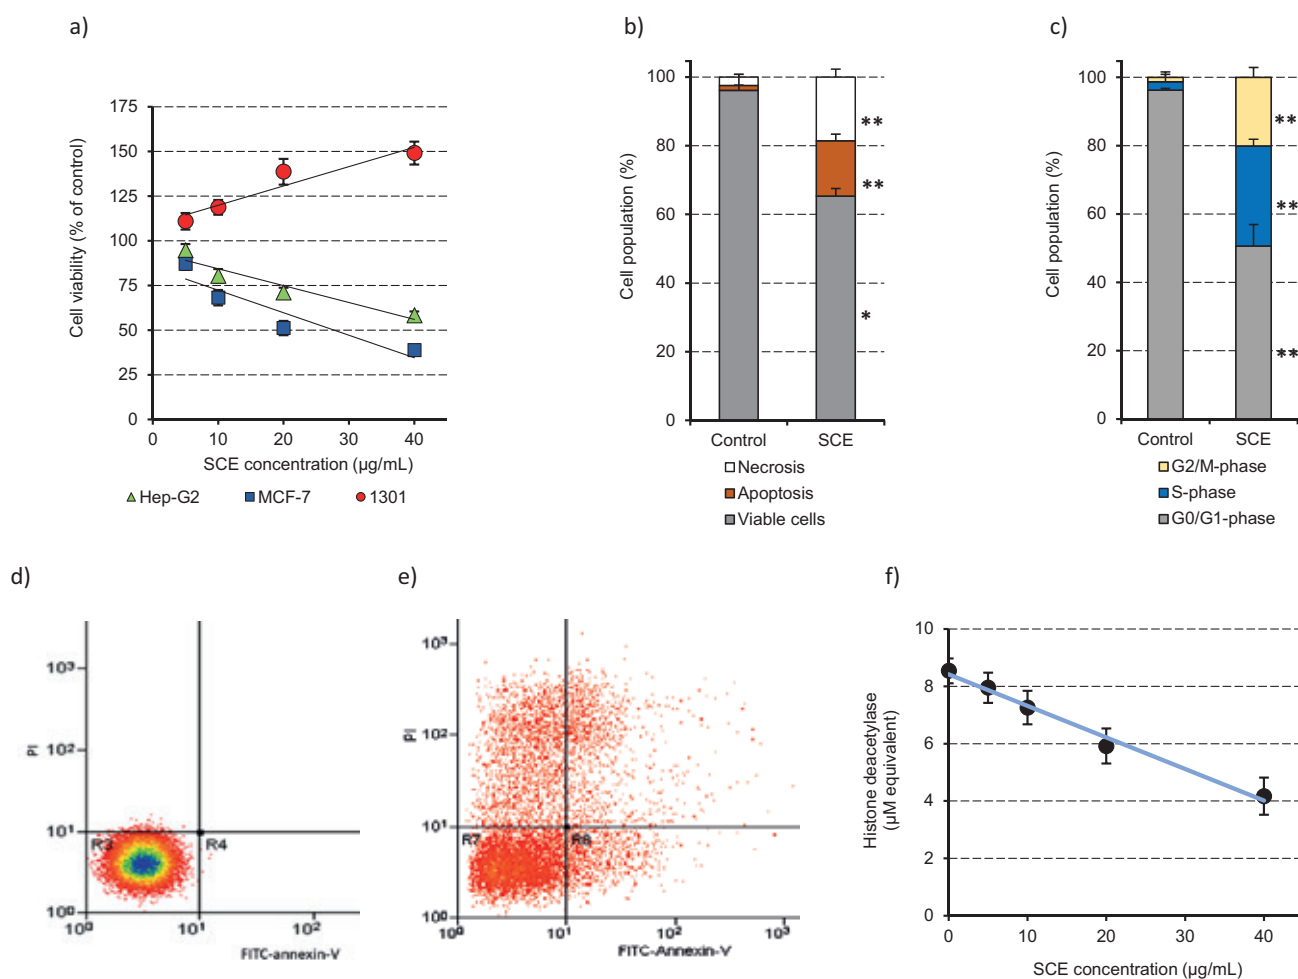 a)
175
150
125
100
75
50
25
0
Cell viability (% of control)
0 10 20 30 40
SCE concentration (µg/mL)
Hep-G2 MCF-7 1301
b)
100
80
60
40
20
0
Cell population (%)
**
**
*
Control SCE
Necrosis
Apoptosis
Viable cells
c)
100
80
60
40
20
0
Cell population (%)
**
**
**
Control SCE
G2/M-phase
S-phase
G0/G1-phase
d)
10³
10²
10¹
10⁰
PI
R3 R4
10⁰ 10¹ 10²
FITC-annexin-V
e)
10³
10²
10¹
10⁰
PI
R7 R8
10⁰ 10¹ 10² 10³
FITC-Annexin-V
f)
10
8
6
4
2
0
Histone deacetylase
(µM equivalent)
0 10 20 30 40
SCE concentration (µg/mL)